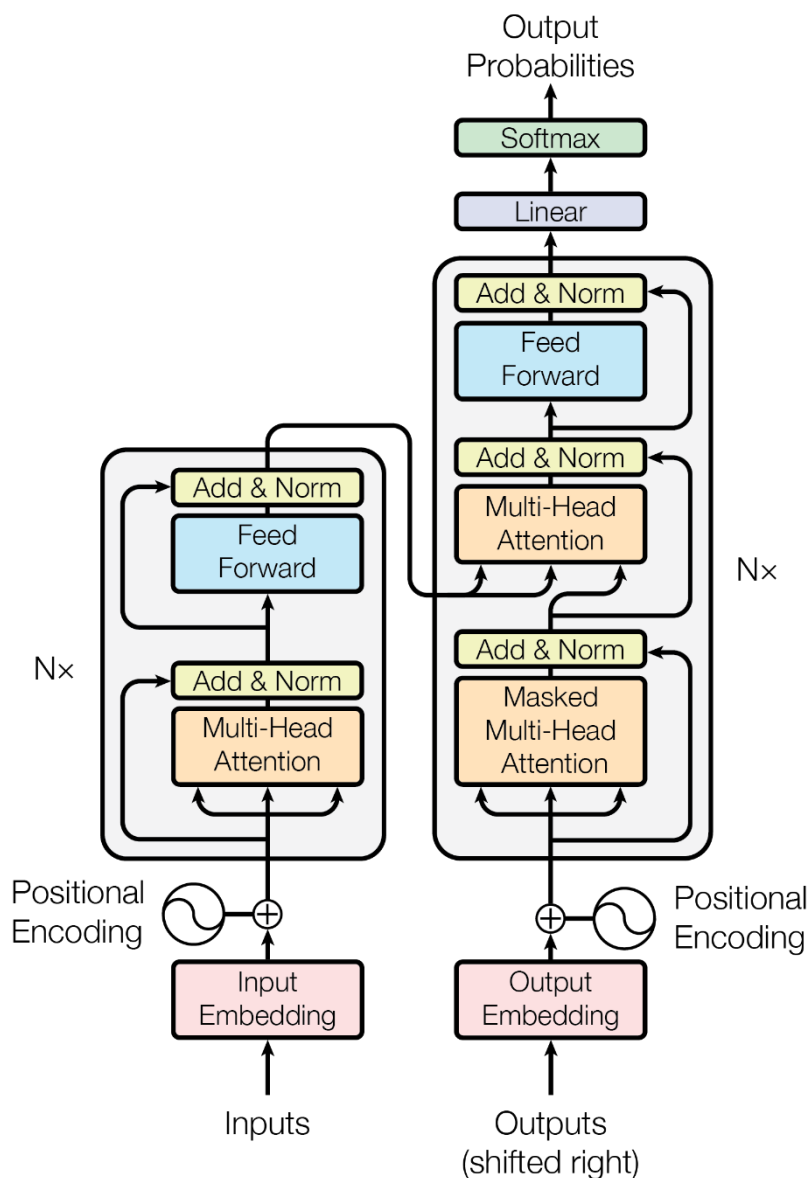 Output
Probabilities
Softmax
Linear
Add & Norm
Feed
Forward
Add & Norm
Multi-Head
Attention
Add & Norm
Masked
Multi-Head
Attention
N×
Add & Norm
Feed
Forward
Add & Norm
Multi-Head
Attention
N×
Positional
Encoding
Positional
Encoding
Input
Embedding
Output
Embedding
Inputs
Outputs
(shifted right)